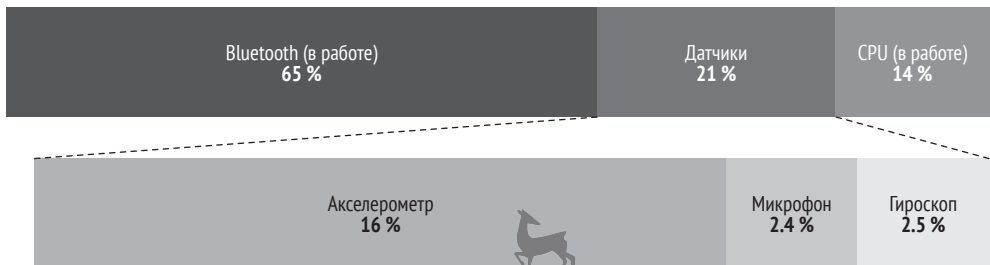 Bluetooth (в работе)
65 %
Датчики
21 %
CPU (в работе)
14 %
Акселерометр
16 %
Микрофон
2.4 %
Гироскоп
2.5 %